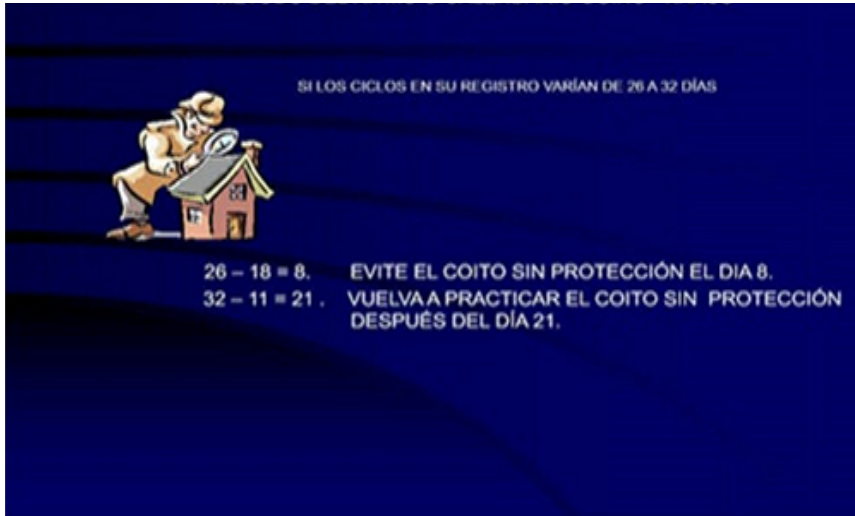 SI LOS CICLOS EN SU REGISTRO VARÍAN DE 26 A 32 DÍAS
26 – 18 = 8. EVITE EL COITO SIN PROTECCIÓN EL DIA 8.
32 – 11 = 21 . VUELVA A PRACTICAR EL COITO SIN PROTECCIÓN
DESPUÉS DEL DÍA 21.